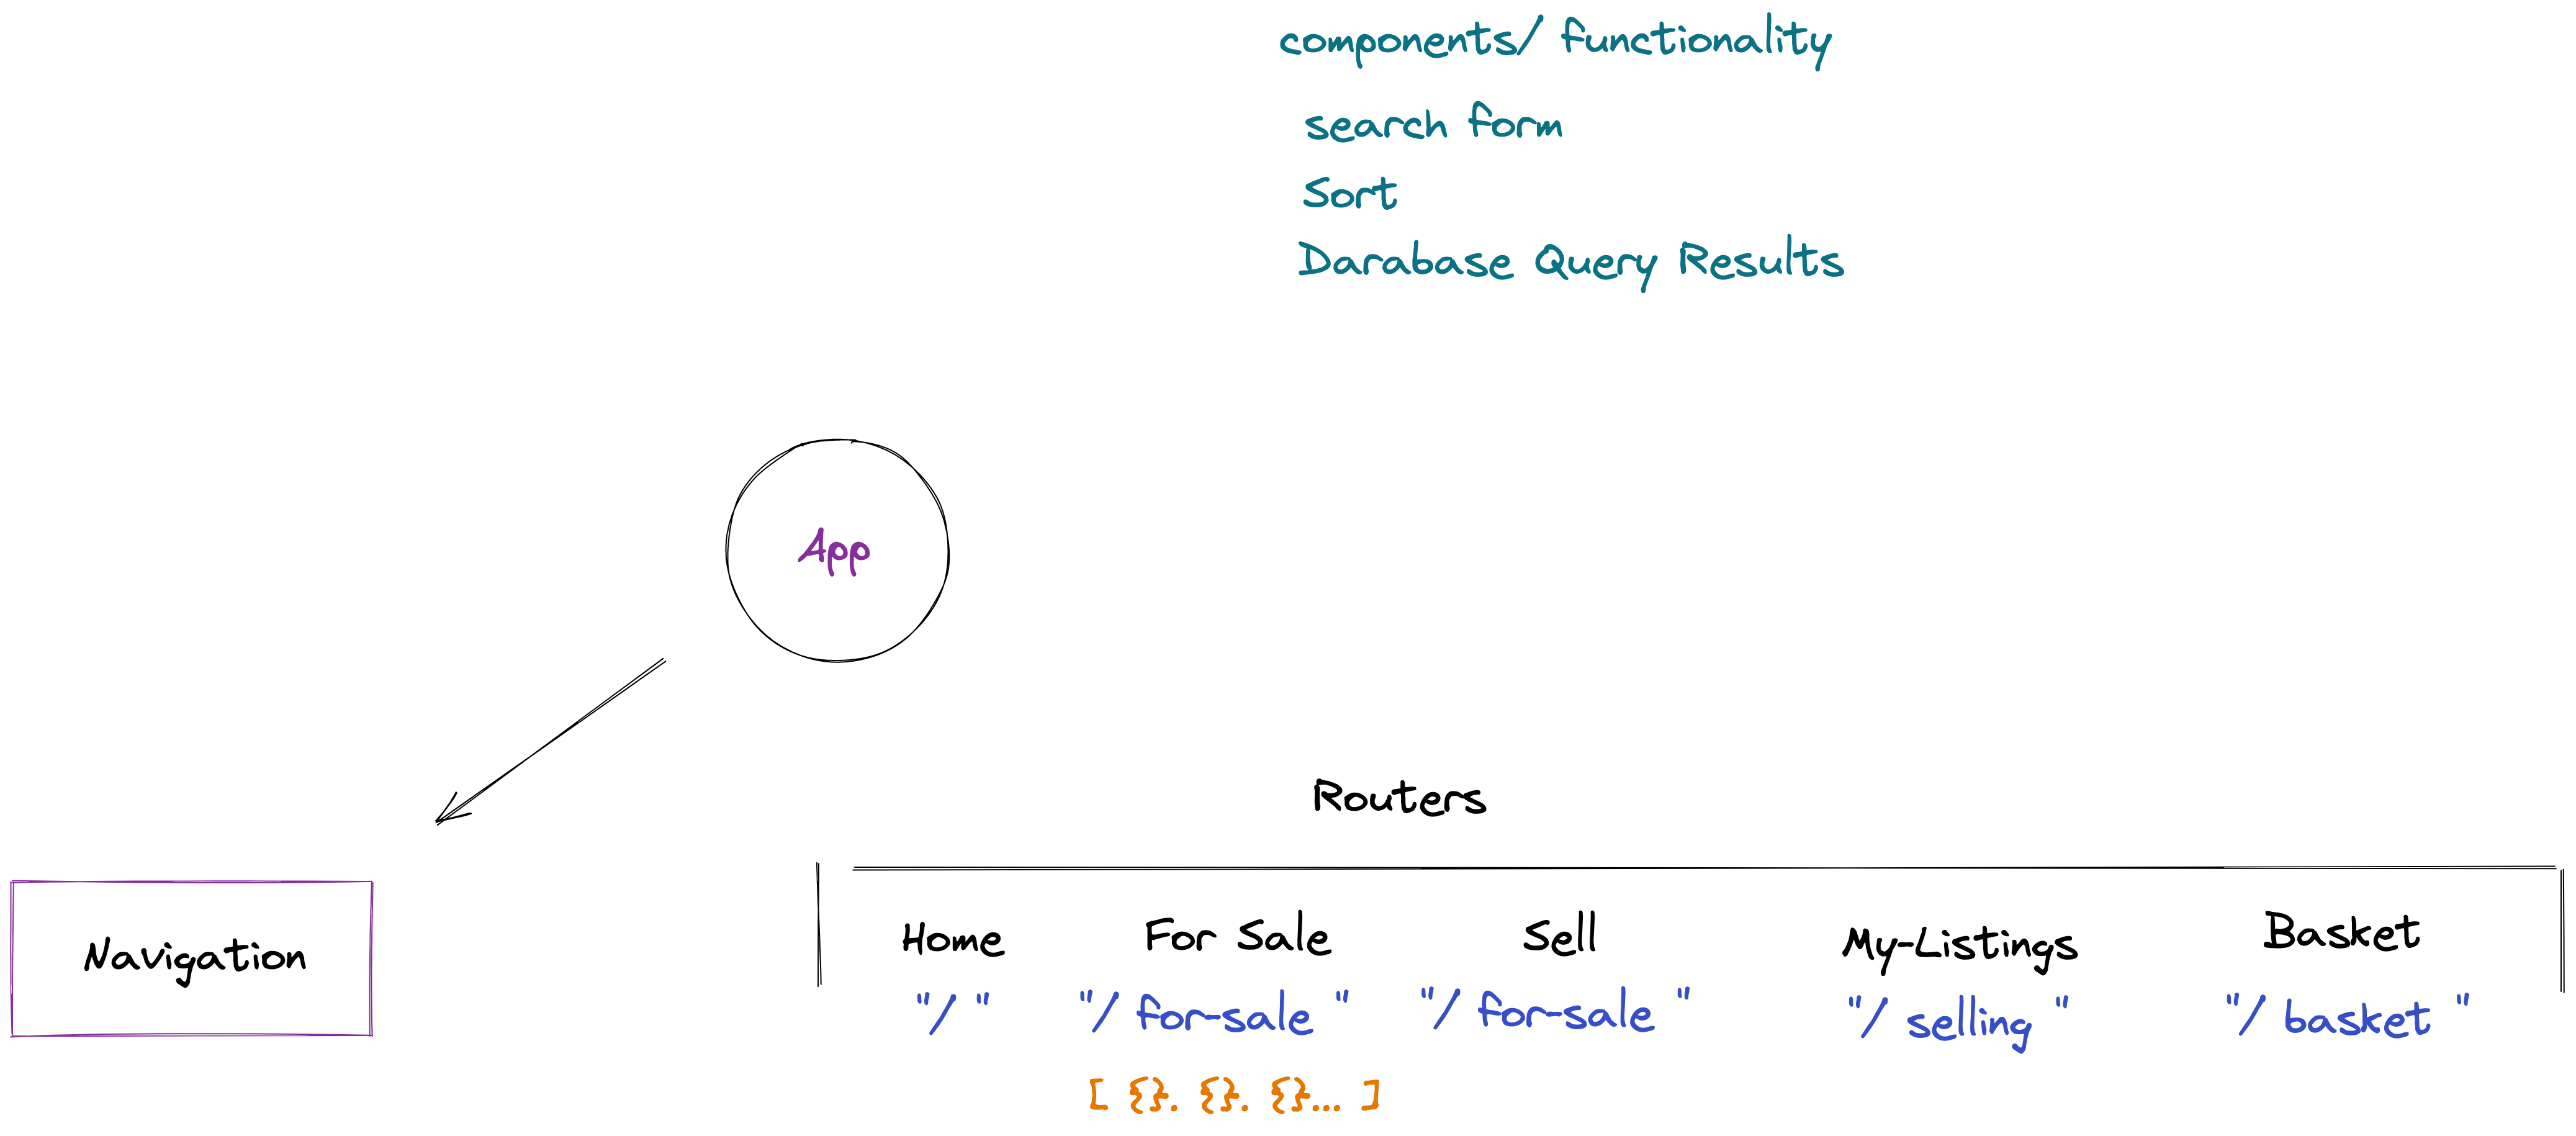 components/ functionality
search form
Sort
Darabase Query Results
App
Routers
Navigation
Home For Sale Sell My-Listings Basket
"/ " "/ for-sale " "/ for-sale " "/ selling " "/ basket "
[ {}. {}. {}... ]